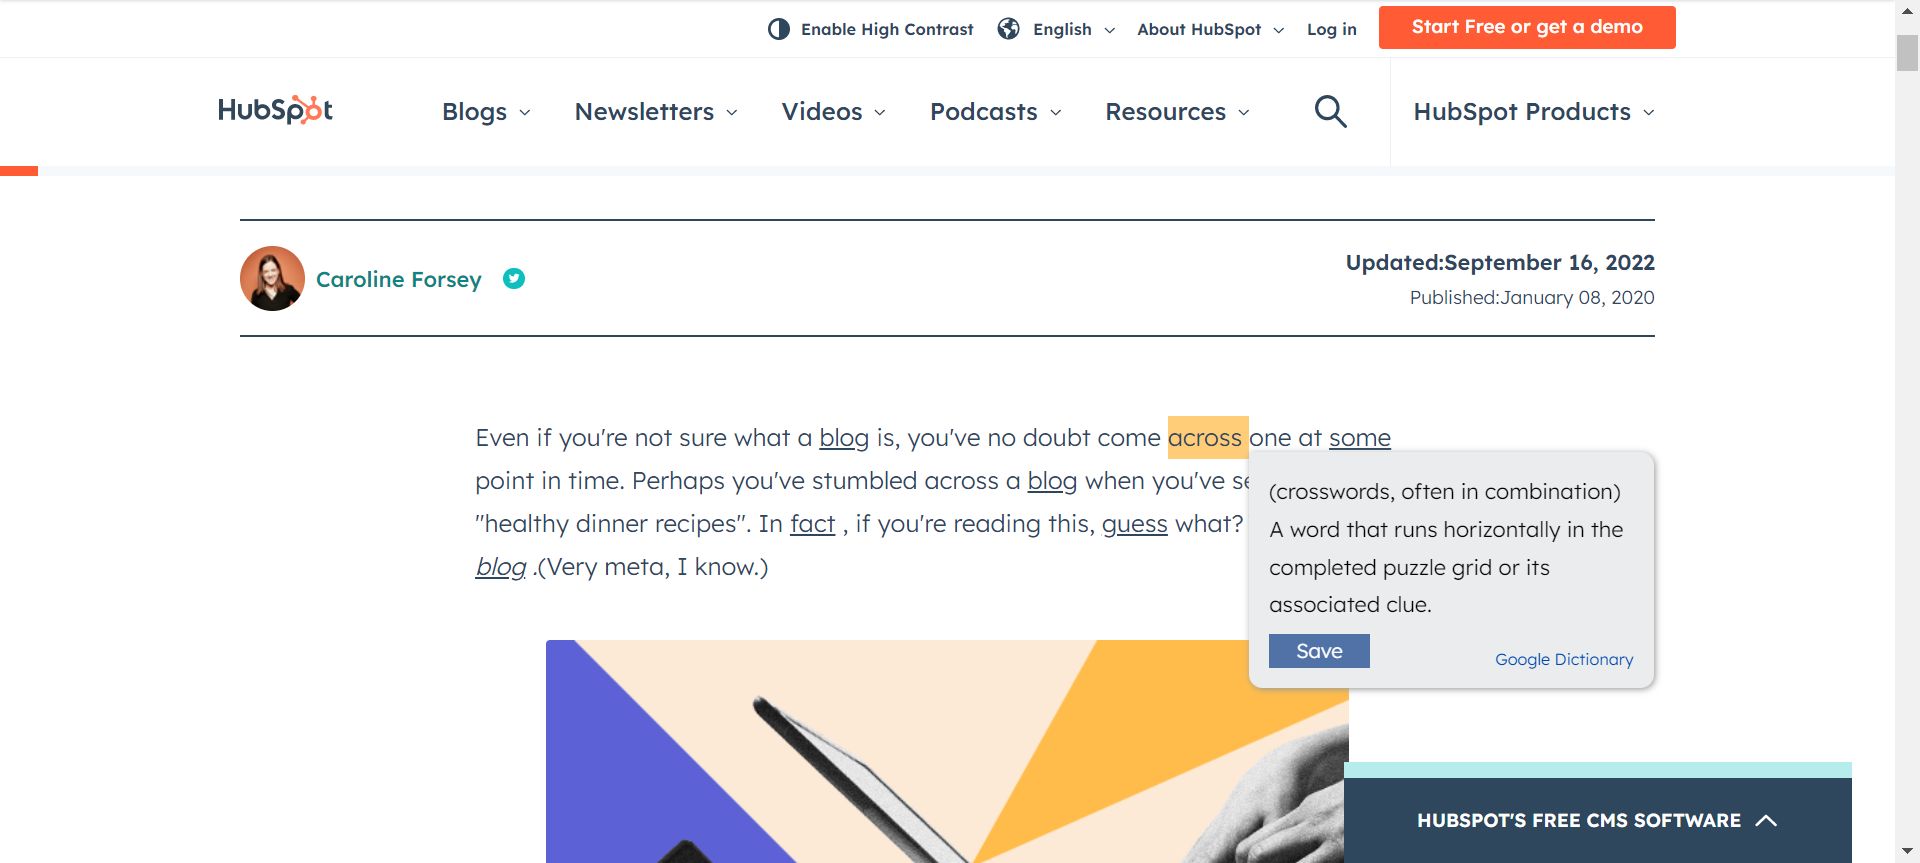 Enable High Contrast English About HubSpot Log in Start Free or get a demo
HubSpot Blogs Newsletters Videos Podcasts Resources HubSpot Products
Caroline Forsey
Updated:September 16, 2022
Published:January 08, 2020
Even if you're not sure what a blog is, you've no doubt come across one at some
point in time. Perhaps you've stumbled across a blog when you've
"healthy dinner recipes". In fact , if you're reading this, guess what?
blog .(Very meta, I know.)
(crosswords, often in combination)
A word that runs horizontally in the
completed puzzle grid or its
associated clue.
Save
Google Dictionary
HUBSPOT'S FREE CMS SOFTWARE